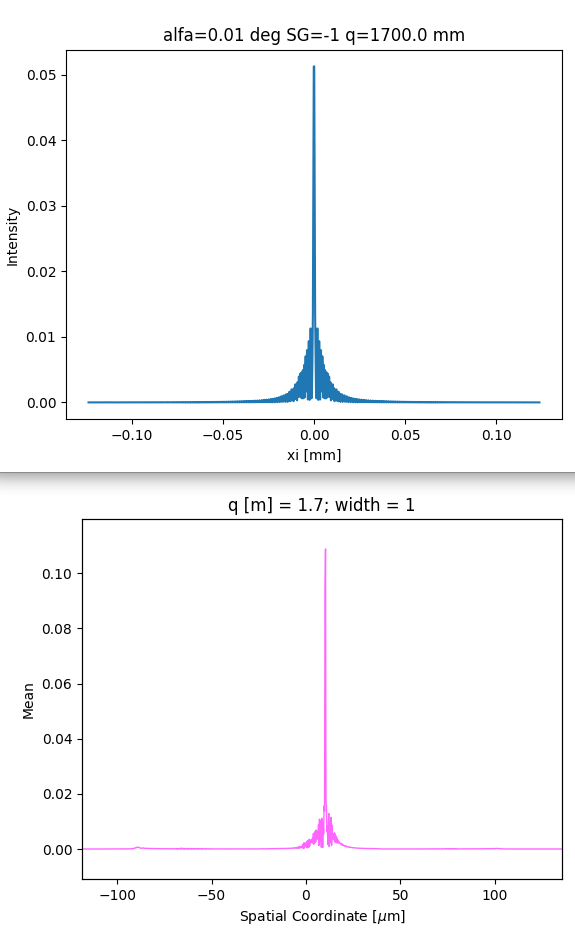 alfa=0.01 deg SG=-1 q=1700.0 mm
0.05
0.04
0.03
0.02
0.01
0.00
Intensity
−0.10 −0.05 0.00 0.05 0.10
xi [mm]
q [m] = 1.7; width = 1
0.10
0.08
0.06
0.04
0.02
0.00
Mean
−100 −50 0 50 100
Spatial Coordinate [μm]